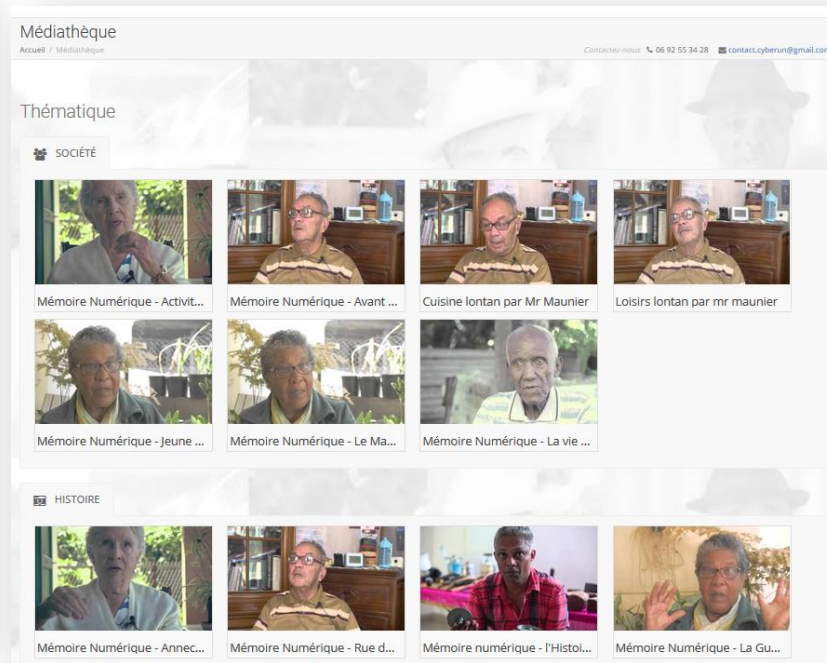 Médiathèque
Accueil / Médiathèque
Contactez-nous 06 92 55 34 28 contact.cyberun@gmail.com
Thématique
SOCIÉTÉ
Mémoire Numérique - Activit...
Mémoire Numérique - Avant ...
Cuisine lontan par Mr Maunier
Loisirs lontan par mr maunier
Mémoire Numérique - Jeune ...
Mémoire Numérique - Le Ma...
Mémoire Numérique - La vie ...
HISTOIRE
Mémoire Numérique - Annec...
Mémoire Numérique - Rue d...
Mémoire numérique - l'Histoi...
Mémoire Numérique - La Gu...